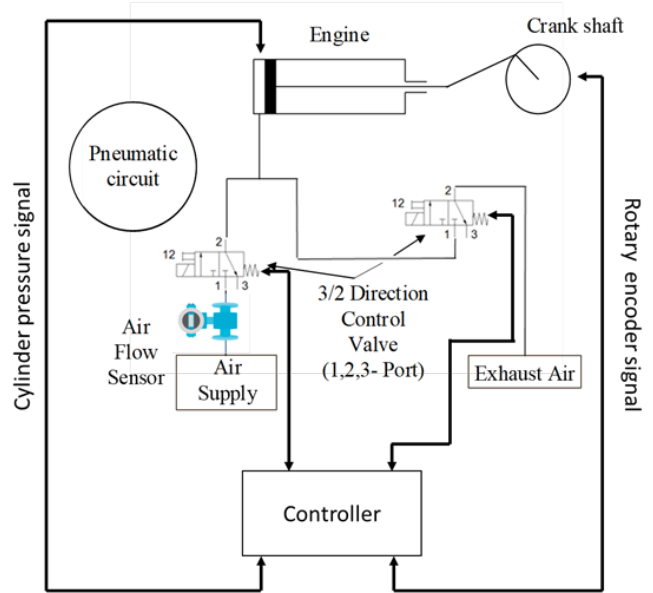 Engine
Crank shaft
Pneumatic
circuit
Cylinder pressure signal
Rotary encoder signal
2
12
1 3
2
12
1 3
3/2 Direction
Control
Valve
(1,2,3- Port)
Air
Flow
Sensor
Air
Supply
Exhaust Air
Controller